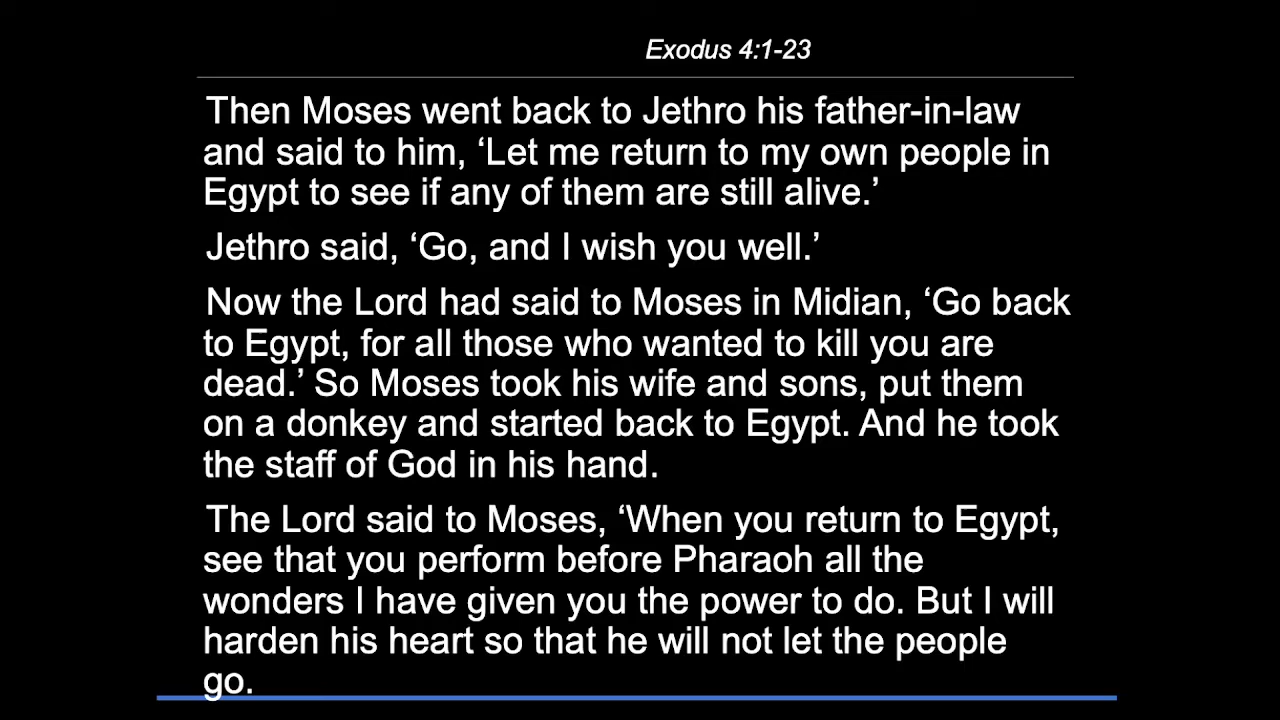 Exodus 4:1-23
Then Moses went back to Jethro his father-in-law
and said to him, ‘Let me return to my own people in
Egypt to see if any of them are still alive.’
Jethro said, ‘Go, and I wish you well.’
Now the Lord had said to Moses in Midian, ‘Go back
to Egypt, for all those who wanted to kill you are
dead.’ So Moses took his wife and sons, put them
on a donkey and started back to Egypt. And he took
the staff of God in his hand.
The Lord said to Moses, ‘When you return to Egypt,
see that you perform before Pharaoh all the
wonders I have given you the power to do. But I will
harden his heart so that he will not let the people
go.